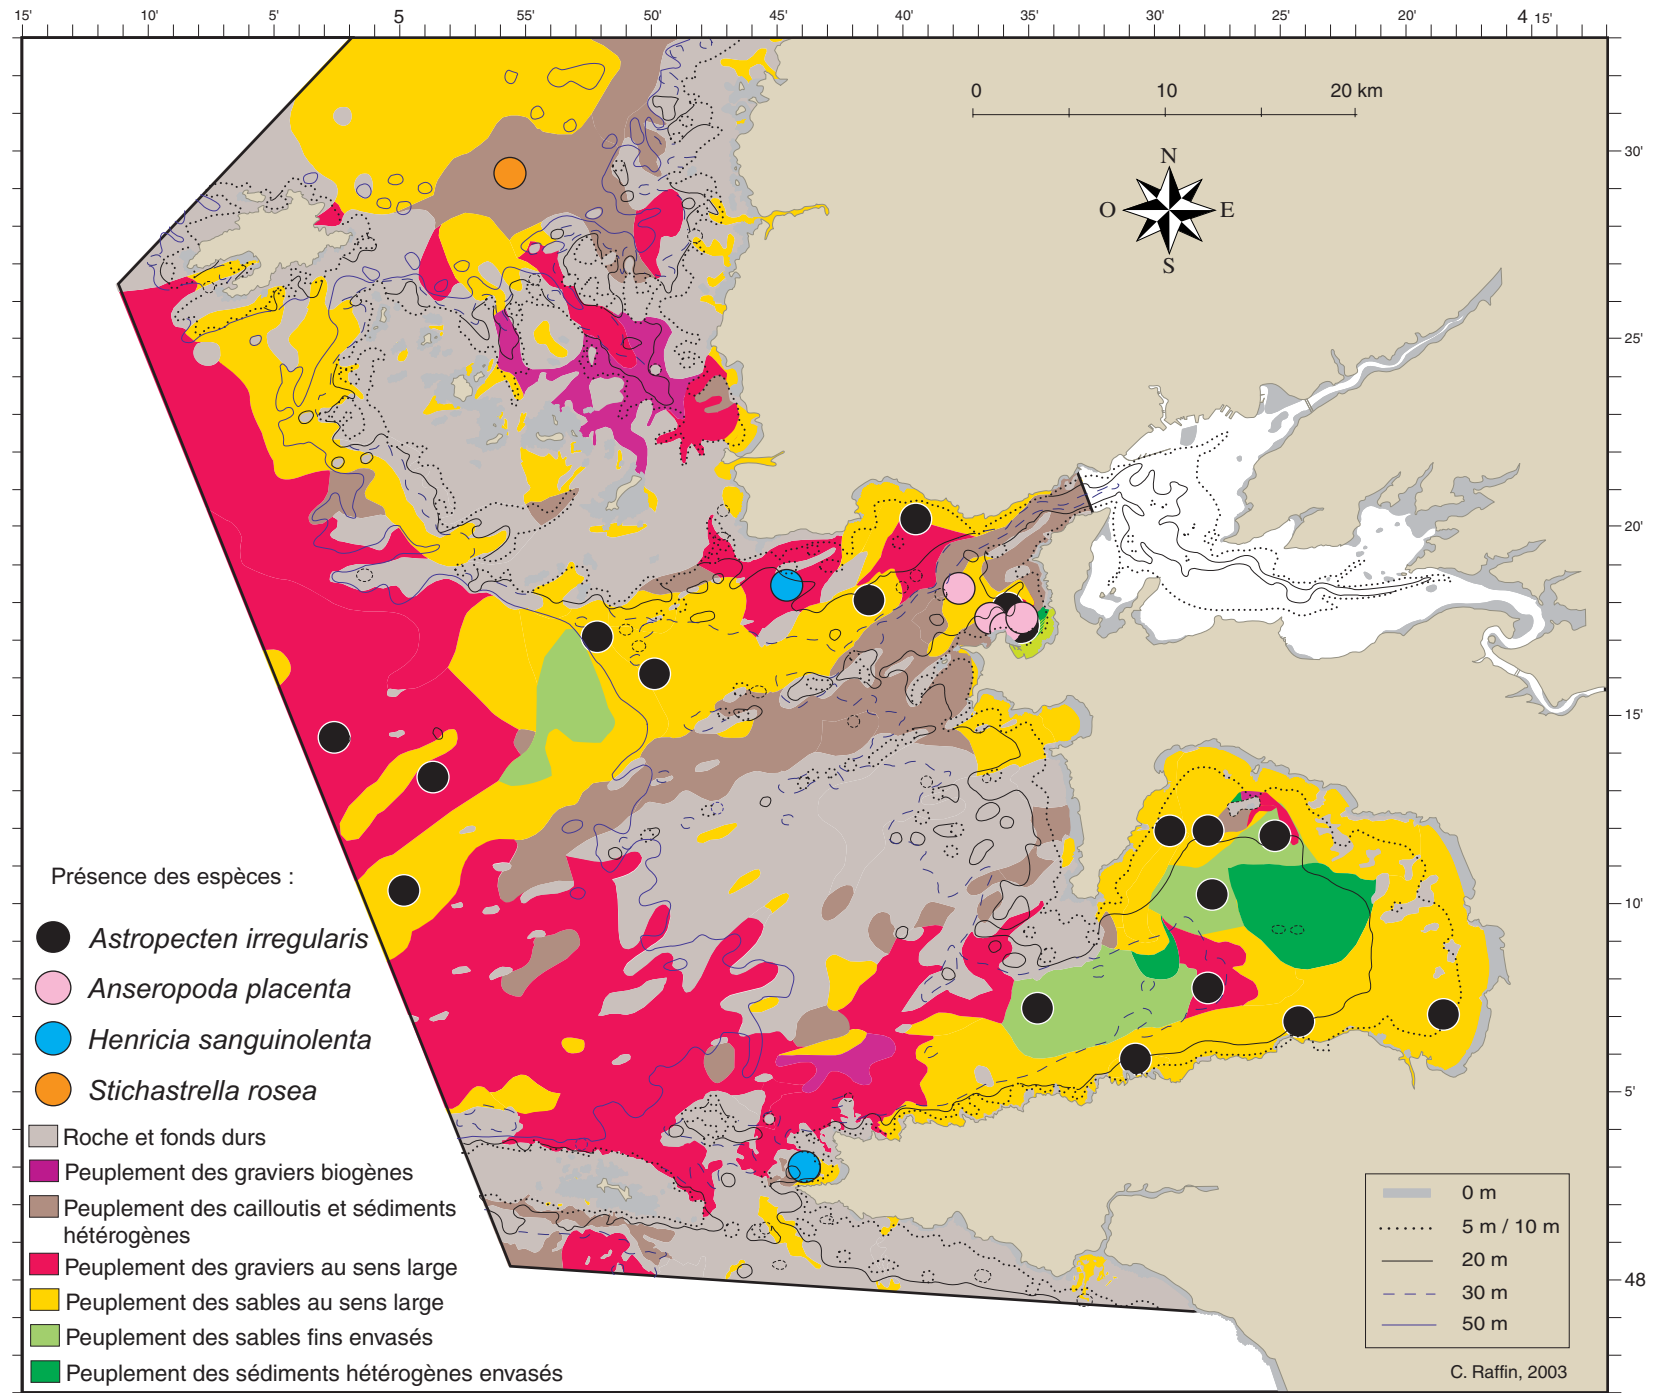 15' 10' 5' 5 55' 50' 45' 40' 35' 30' 25' 20' 4 15'
0 10 20 km
N
O E
S
30'
25'
20'
15'
10'
5'
48
Présence des espèces :
Astropecten irregularis
Anseropoda placenta
Henricia sanguinolenta
Stichastrella rosea
Roche et fonds durs
Peuplement des graviers biogènes
Peuplement des cailloutis et sédiments
hétérogènes
Peuplement des graviers au sens large
Peuplement des sables au sens large
Peuplement des sables fins envasés
Peuplement des sédiments hétérogènes envasés
0 m
5 m / 10 m
20 m
30 m
50 m
C. Raffin, 2003